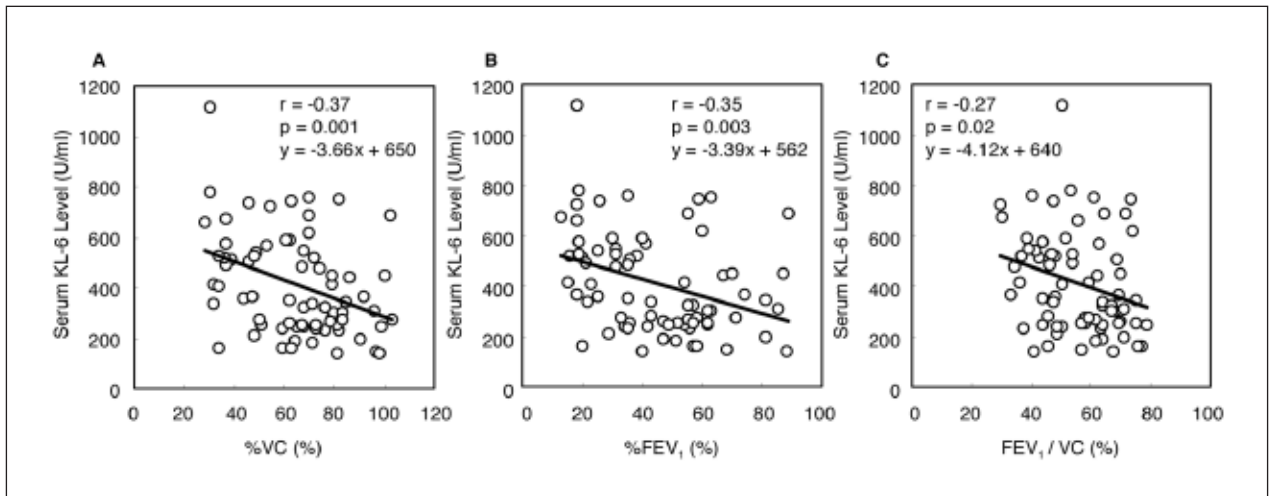 A
1200
1000
800
600
400
200
0
0 20 40 60 80 100 120
Serum KL-6 Level (U/ml)
%VC (%)
r = -0.37
p = 0.001
y = -3.66x + 650
B
1200
1000
800
600
400
200
0
0 20 40 60 80 100
Serum KL-6 Level (U/ml)
%FEV₁ (%)
r = -0.35
p = 0.003
y = -3.39x + 562
C
1200
1000
800
600
400
200
0
0 20 40 60 80 100
Serum KL-6 Level (U/ml)
FEV₁ / VC (%)
r = -0.27
p = 0.02
y = -4.12x + 640